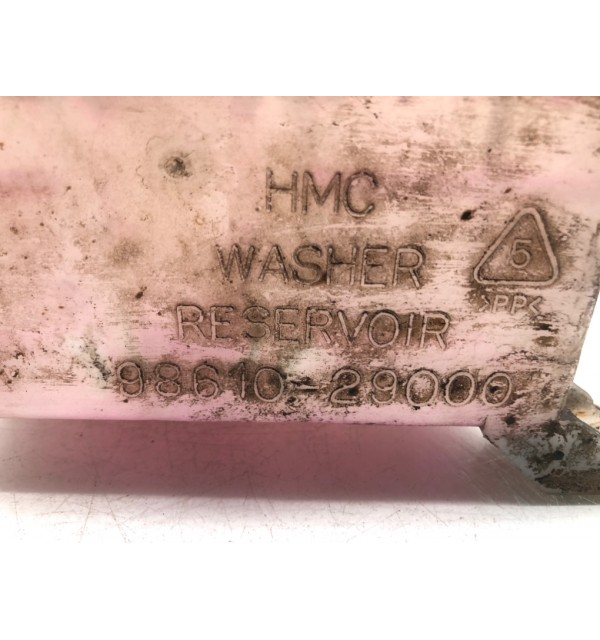 HMC
WASHER
5
>PP<
RESERVOIR
98610-29000